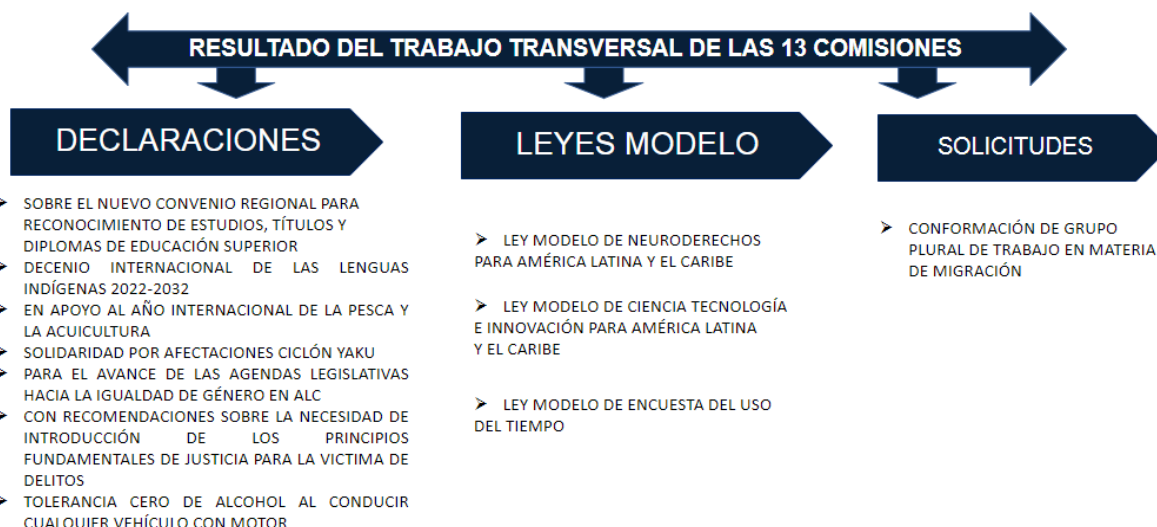 RESULTADO DEL TRABAJO TRANSVERSAL DE LAS 13 COMISIONES
DECLARACIONES
➢ SOBRE EL NUEVO CONVENIO REGIONAL PARA
RECONOCIMIENTO DE ESTUDIOS, TÍTULOS Y
DIPLOMAS DE EDUCACIÓN SUPERIOR
➢ DECENIO INTERNACIONAL DE LAS LENGUAS
INDÍGENAS 2022-2032
➢ EN APOYO AL AÑO INTERNACIONAL DE LA PESCA Y
LA ACUICULTURA
➢ SOLIDARIDAD POR AFECTACIONES CICLÓN YAKU
➢ PARA EL AVANCE DE LAS AGENDAS LEGISLATIVAS
HACIA LA IGUALDAD DE GÉNERO EN ALC
➢ CON RECOMENDACIONES SOBRE LA NECESIDAD DE
INTRODUCCIÓN DE LOS PRINCIPIOS
FUNDAMENTALES DE JUSTICIA PARA LA VICTIMA DE
DELITOS
➢ TOLERANCIA CERO DE ALCOHOL AL CONDUCIR
CUALQUIER VEHÍCULO CON MOTOR
LEYES MODELO
➢ LEY MODELO DE NEURODERECHOS
PARA AMÉRICA LATINA Y EL CARIBE
➢ LEY MODELO DE CIENCIA TECNOLOGÍA
E INNOVACIÓN PARA AMÉRICA LATINA
Y EL CARIBE
➢ LEY MODELO DE ENCUESTA DEL USO
DEL TIEMPO
SOLICITUDES
➢ CONFORMACIÓN DE GRUPO
PLURAL DE TRABAJO EN MATERIA
DE MIGRACIÓN